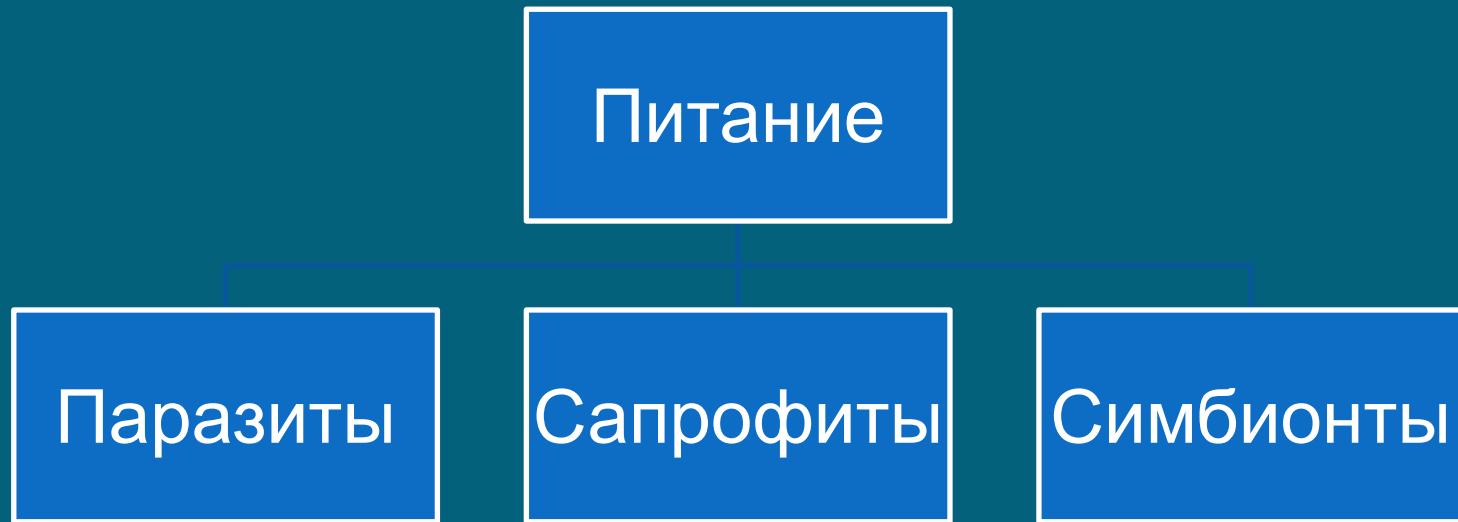 Питание
Паразиты
Сапрофиты
Симбионты